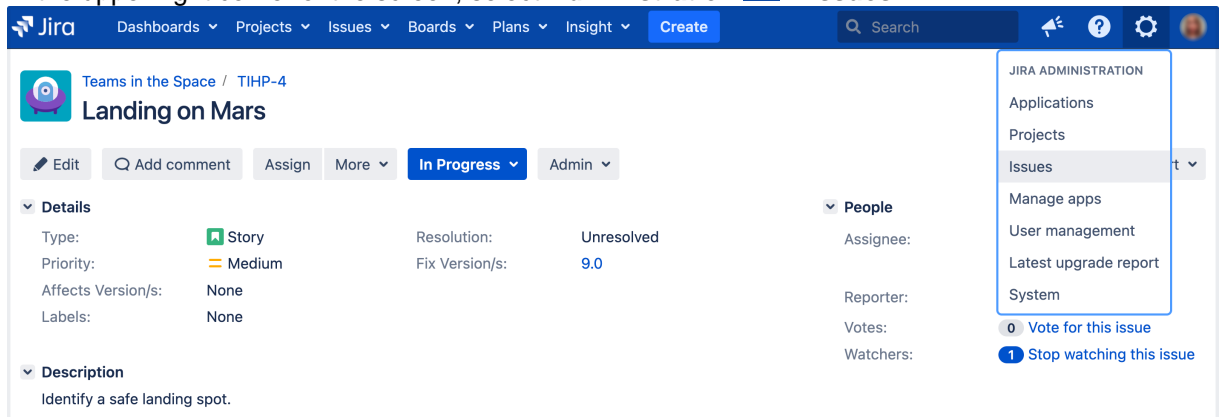 Jira Dashboards Projects Issues Boards Plans Insight Create Search
Teams in the Space / TIHP-4
Landing on Mars
Edit Add comment Assign More In Progress Admin
JIRA ADMINISTRATION
Applications
Projects
Issues
Manage apps
User management
Latest upgrade report
System
Details
Type: Story Resolution: Unresolved
Priority: Medium Fix Version/s: 9.0
Affects Version/s: None
Labels: None
People
Assignee:
Reporter:
Votes: 0 Vote for this issue
Watchers: 1 Stop watching this issue
Description
Identify a safe landing spot.